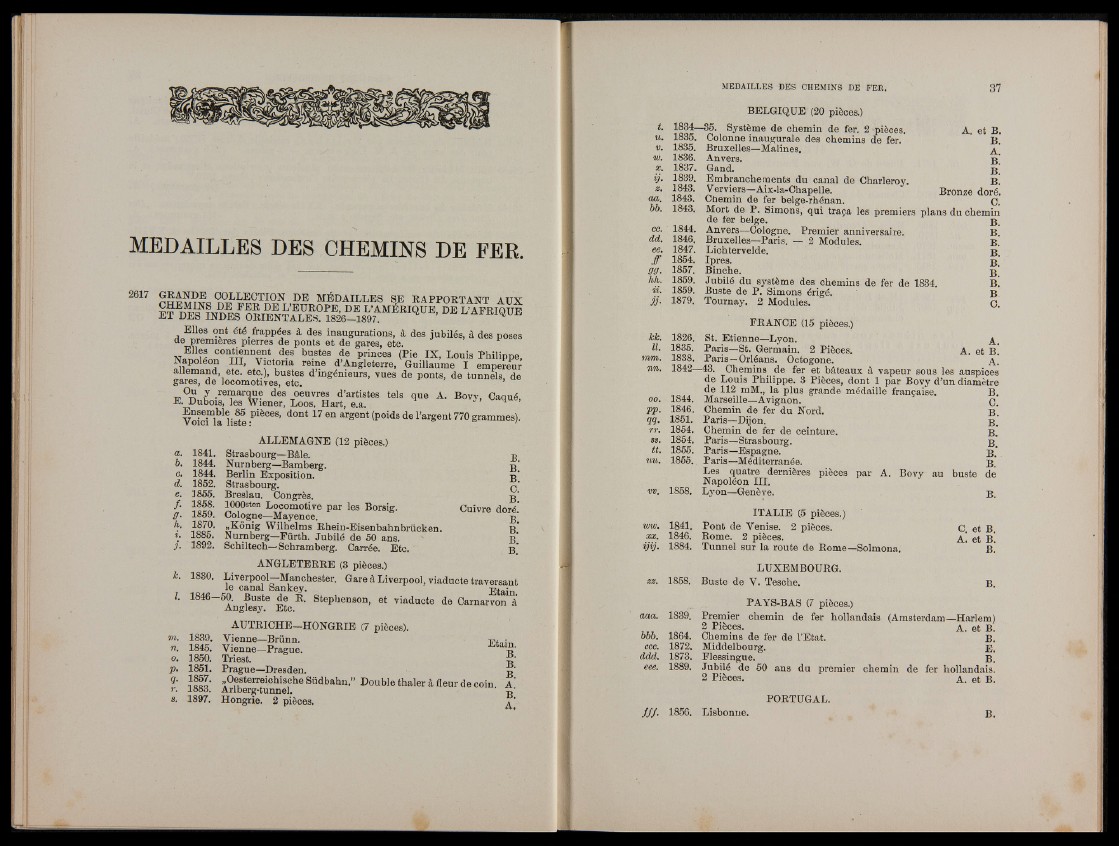 MEDAILLES DES CHEMINS DE FER.
2617 GRANDE COLLECTION DE MÉDAILLES SE RAPPORTANT AUX
CHEMINS DE FER DE L'EUROPE, DE L'AMÉRIQUE, DE L'AFRIQUE
ET DES INDES ORIENTALES. 1826—1897.
Elles ont été frappées à des inaugurations, à des jubilés, à des poses
de premières pierres de ponts et de gares, etc.
Elles contiennent des bustes de princes (Pie IX, Louis Philippe,
Napoléon III, Victoria reine d'Angleterre, Guillaume I empereur
allemand, etc. etc.), bustes d'ingénieurs, vues de ponts, de tunnels, de
gares, de locomotives, etc.
Ou y remarque des oeuvres d'artistes tels que A. Bovy, Caqué,
E. Dubois, les Wiener, Loos, Hart, e.a.
Ensemble 85 pièces, dont 17 en argent (poids de l'argent 770 grammes).
Voici la liste:
ALLEMAGNE (12 pièces.)
a. 1841. Strasbourg—Bâle. B.
b. 1844. Nurnberg—Bamberg. B.
c. 1844. Berlin Exposition. B.
d. 1852. Strasbourg. C.
e. 1855. Breslau. Congrès. B.
f. 1858. 1000sten Locomotive par les Borsig. Cuivre doré.
g. 1859. Cologne—Mayence. B.
h. 1870. „König Wilhelms Rhein-Eisenbahnbrücken. B.
i. 1885. Nurnberg—Fürth. Jubilé de 50 ans. B.
j. 1892. Schiltech—Schramberg. Carrée. Etc. B.
ANGLETERRE (3 pièces.)
k. 1830. Liverpool—Manchester. Gare à Liverpool, viaducte traversant
le canal Sankey. Etain.
l. 1846—50. Buste de R. Stephenson, et viaducte de Carnarvon à
Anglesy. Etc.
AUTRICHE—HONGRIE (7 pièces).
m. 1839. Vienne—Brünn. Etain.
n. 1845. Vienne—Prague. B.
o. 1850. Triest. B.
p. 1851. Prague—Dresden. B.
q. 1857. „Oesterreichische Südbahn." Double thaler à fleur de coin. A.
r. 1883. Arlberg-tunnel. B.
s. 1897. Hongrie. 2 pièces. A.
MEDAILLES DES CHEMINS DE FER. 37
BELGIQUE (20 pièces.)
t. 1834—35. Système de chemin de fer. 2 pièces. A. et B.
u. 1835. Colonne inaugurale des chemins de fer. B.
v. 1835. Bruxelles—Malines. A.
w. 1836. Anvers. B.
x. 1837. Gand. B.
ij. 1839. Embranchements du canal de Charleroy. B.
z. 1843. Verviers—Aix-la-Chapelle. Bronze doré.
aa. 1843. Chemin de fer belge-rhénan. C.
bb. 1843. Mort de P. Simons, qui traça les premiers plans du chemin
de fer belge. B.
cc. 1844. Anvers—Cologne. Premier anniversaire. B.
dd. 1846. Bruxelles—Paris. — 2 Modules. B.
ee. 1847. Lichtervelde. B.
ff 1854. Ipres. B.
gg. 1857. Binche. B.
hh. 1859. Jubilé du système des chemins de fer de 1834. B.
ii. 1859. Buste de P. Simons érigé. B
jj. 1879. Tournay. 2 Modules. C.
FRANCE (15 pièces.)
kk. 1826. St. Etienne—Lyon. A.
ll. 1835. Paris—St. Germain. 2 Pièces. A. et B.
mm. 1838. Paris—Orléans. Octogone. A.
nn. 1842—43. Chemins de fer et bâteaux à vapeur sous les auspices
de Louis Philippe. 3 Pièces, dont 1 par Bovy d'un diamètre
de 112 mM., la plus grande médaille française. B.
oo. 1844. Marseille—Avignon. C.
pp. 1846. Chemin de fer du Nord. B.
qq. 1851. Paris—Dijon. B.
rr. 1854. Chemin de fer de ceinture. B.
ss. 1854. Paris—Strasbourg. B.
tt. 1855. Paris—Espagne. B.
uu. 1855. Paris—Méditerranée. B.
Les quatre dernières pièces par A. Bovy au buste de
Napoléon III.
vv. 1858. Lyon—Genève. B.
ITALIE (5 pièces.)
ww. 1841. Pont de Venise. 2 pièces. C. et B.
xx. 1846. Rome. 2 pièces. A. et B.
ijij. 1884. Tunnel sur la route de Rome—Solmona. B.
LUXEMBOURG.
zz. 1858. Buste de V. Tesche. B.
PAYS-BAS (7 pièces.)
aaa. 1839. Premier chemin de fer hollandais (Amsterdam—Harlem)
2 Pièces. A. et B.
bbb. 1864. Chemins de fer de l'Etat. B.
ccc. 1872. Middelbourg. E.
ddd. 1873. Flessingue. B.
eee. 1889. Jubilé de 50 ans du premier chemin de fer hollandais.
2 Pièces. A. et B.
PORTUGAL.
fff. 1856. Lisbonne. B.